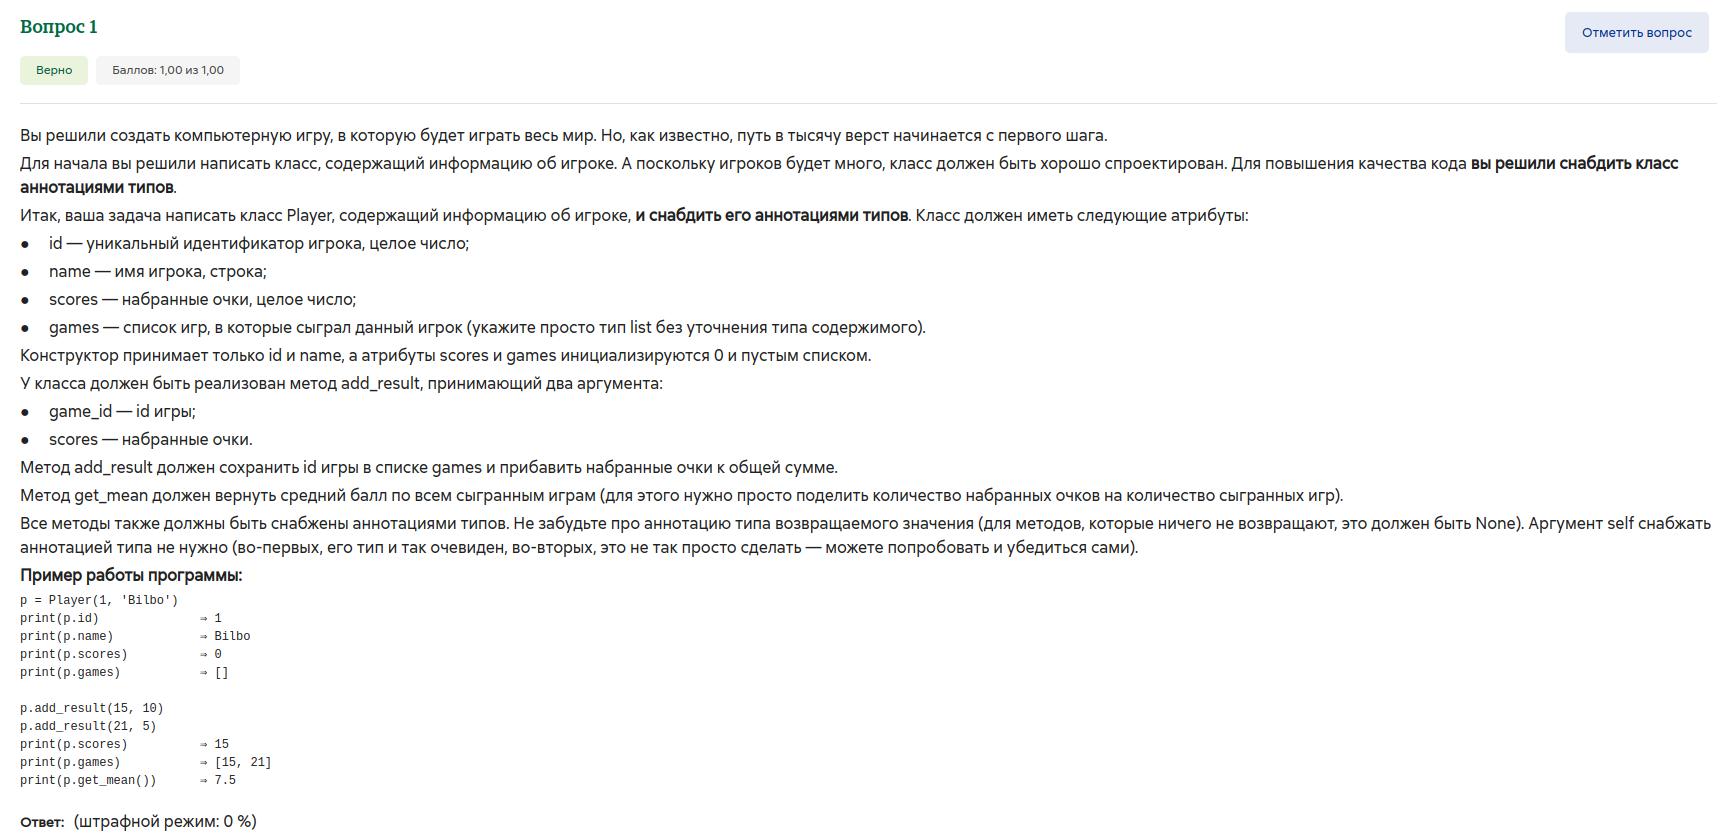 Вопрос 1
Отметить вопрос
Верно
Баллов: 1,00 из 1,00
Вы решили создать компьютерную игру, в которую будет играть весь мир. Но, как известно, путь в тысячу верст начинается с первого шага.
Для начала вы решили написать класс, содержащий информацию об игроке. А поскольку игроков будет много, класс должен быть хорошо спроектирован. Для повышения качества кода вы решили снабдить класс
аннотациями типов.
Итак, ваша задача написать класс Player, содержащий информацию об игроке, и снабдить его аннотациями типов. Класс должен иметь следующие атрибуты:
● id — уникальный идентификатор игрока, целое число;
● name — имя игрока, строка;
● scores — набранные очки, целое число;
● games — список игр, в которые сыграл данный игрок (укажите просто тип list без уточнения типа содержимого).
Конструктор принимает только id и name, а атрибуты scores и games инициализируются 0 и пустым списком.
У класса должен быть реализован метод add_result, принимающий два аргумента:
● game_id — id игры;
● scores — набранные очки.
Метод add_result должен сохранить id игры в списке games и прибавить набранные очки к общей сумме.
Метод get_mean должен вернуть средний балл по всем сыгранным играм (для этого нужно просто поделить количество набранных очков на количество сыгранных игр).
Все методы также должны быть снабжены аннотациями типов. Не забудьте про аннотацию типа возвращаемого значения (для методов, которые ничего не возвращают, это должен быть None). Аргумент self снабжать
аннотацией типа не нужно (во-первых, его тип и так очевиден, во-вторых, это не так просто сделать — можете попробовать и убедиться сами).
Пример работы программы:
p = Player(1, 'Bilbo')
print(p.id) ⇒ 1
print(p.name) ⇒ Bilbo
print(p.scores) ⇒ 0
print(p.games) ⇒ []
p.add_result(15, 10)
p.add_result(21, 5)
print(p.scores) ⇒ 15
print(p.games) ⇒ [15, 21]
print(p.get_mean()) ⇒ 7.5
Ответ: (штрафной режим: 0 %)